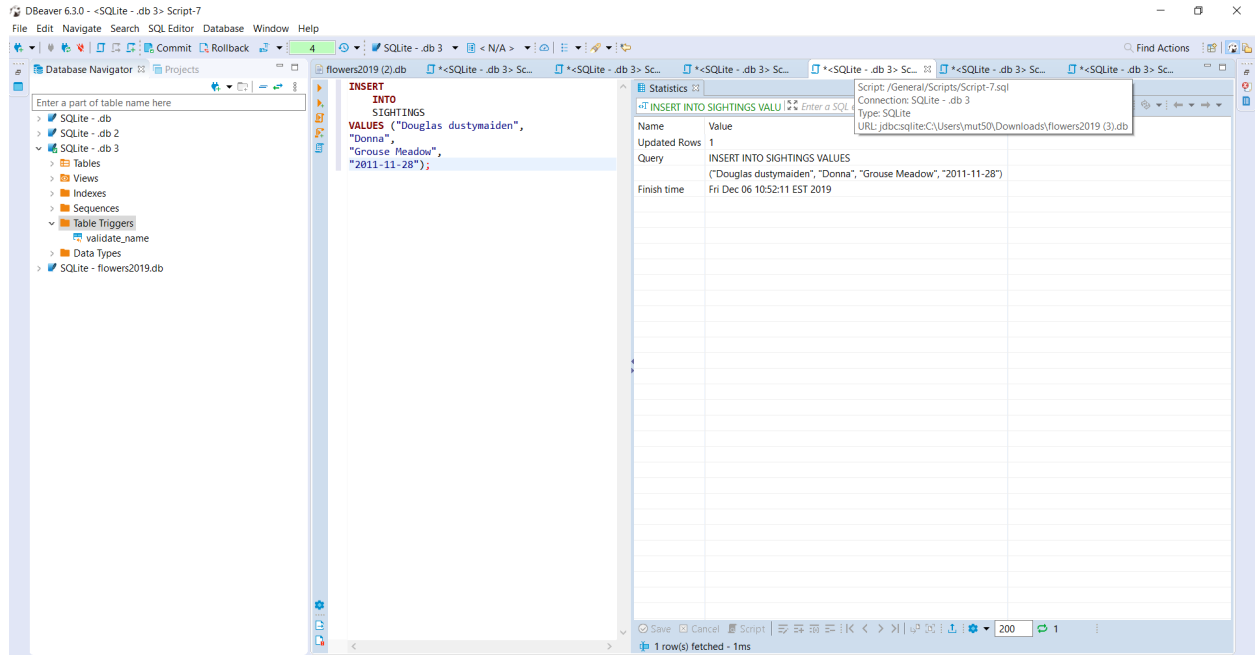 DBeaver 6.3.0 - <SQLite - .db 3> Script-7
File Edit Navigate Search SQL Editor Database Window Help
Commit Rollback 4 SQLite - .db 3 < N/A > Find Actions
Database Navigator Projects
Enter a part of table name here
SQLite - .db
SQLite - .db 2
SQLite - .db 3
Tables
Views
Indexes
Sequences
Table Triggers
validate_name
Data Types
SQLite - flowers2019.db
flowers2019 (2).db *<SQLite - .db 3> Sc... *<SQLite - .db 3> Sc... *<SQLite - .db 3> Sc... *<SQLite - .db 3> Sc... *<SQLite - .db 3> Sc... *<SQLite - .db 3> Sc...
INSERT
INTO
SIGHTINGS
VALUES ("Douglas dustymaiden",
"Donna",
"Grouse Meadow",
"2011-11-28");
Statistics
INSERT INTO SIGHTINGS VALU Enter a SQL
Script: /General/Scripts/Script-7.sql
Connection: SQLite - .db 3
Type: SQLite
URL: jdbc:sqlite:C:\Users\mut50\Downloads\flowers2019 (3).db
Name Value
Updated Rows 1
Query INSERT INTO SIGHTINGS VALUES
("Douglas dustymaiden", "Donna", "Grouse Meadow", "2011-11-28")
Finish time Fri Dec 06 10:52:11 EST 2019
Save Cancel Script 200 1
1 row(s) fetched - 1ms